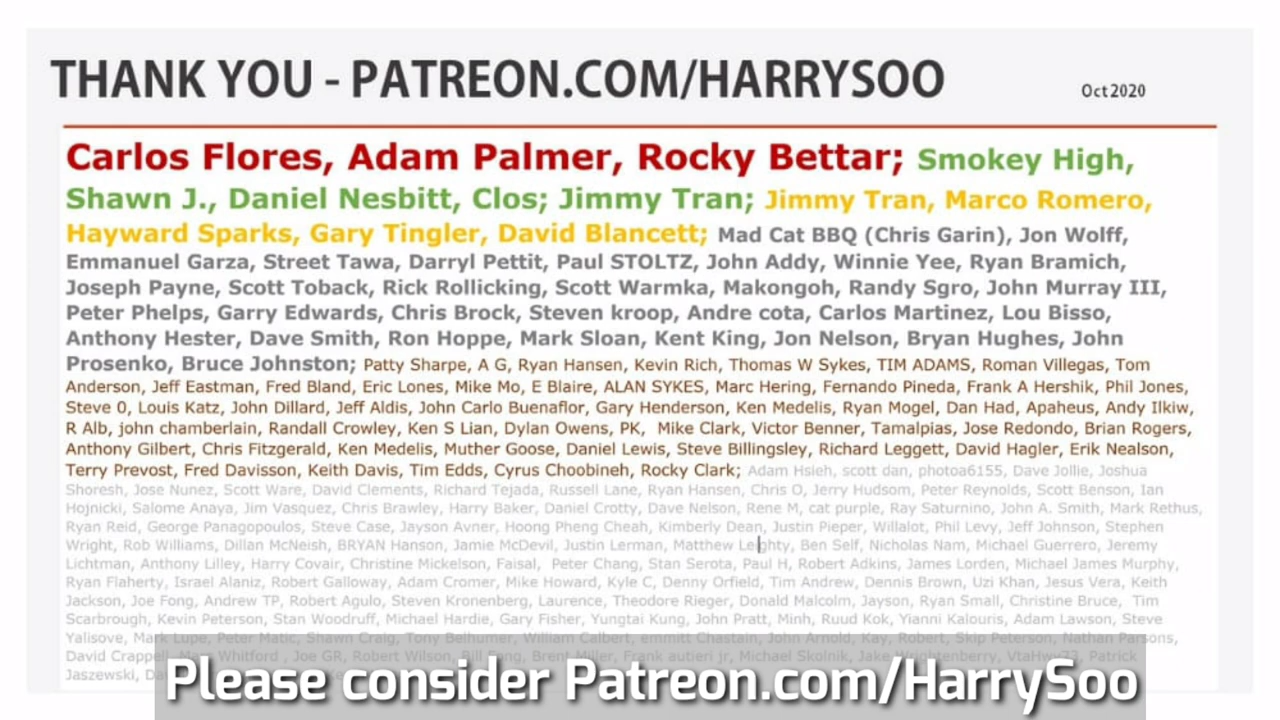 THANK YOU - PATREON.COM/HARRYSOO
Oct 2020
Carlos Flores, Adam Palmer, Rocky Bettar; Smokey High,
Shawn J., Daniel Nesbitt, Clos; Jimmy Tran; Jimmy Tran, Marco Romero,
Hayward Sparks, Gary Tingler, David Blancett; Mad Cat BBQ (Chris Garin), Jon Wolff,
Emmanuel Garza, Street Tawa, Darryl Pettit, Paul STOLTZ, John Addy, Winnie Yee, Ryan Bramich,
Joseph Payne, Scott Toback, Rick Rollicking, Scott Warmka, Makongoh, Randy Sgro, John Murray III,
Peter Phelps, Garry Edwards, Chris Brock, Steven kroop, Andre cota, Carlos Martinez, Lou Bisso,
Anthony Hester, Dave Smith, Ron Hoppe, Mark Sloan, Kent King, Jon Nelson, Bryan Hughes, John
Prosenko, Bruce Johnston; Patty Sharpe, A G, Ryan Hansen, Kevin Rich, Thomas W Sykes, TIM ADAMS, Roman Villegas, Tom
Anderson, Jeff Eastman, Fred Bland, Eric Lones, Mike Mo, E Blaire, ALAN SYKES, Marc Hering, Fernando Pineda, Frank A Hershik, Phil Jones,
Steve 0, Louis Katz, John Dillard, Jeff Aldis, John Carlo Buenaflor, Gary Henderson, Ken Medelis, Ryan Mogel, Dan Had, Apaheus, Andy Ilkiw,
R Alb, john chamberlain, Randall Crowley, Ken S Lian, Dylan Owens, PK, Mike Clark, Victor Benner, Tamalpias, Jose Redondo, Brian Rogers,
Anthony Gilbert, Chris Fitzgerald, Ken Medelis, Muther Goose, Daniel Lewis, Steve Billingsley, Richard Leggett, David Hagler, Erik Nealson,
Terry Prevost, Fred Davisson, Keith Davis, Tim Edds, Cyrus Choobineh, Rocky Clark; Adam Hsieh, scott dan, photoa6155, Dave Jollie, Joshua
Shoresh, Jose Nunez, Scott Ware, David Clements, Richard Tejada, Russell Lane, Ryan Hansen, Chris O, Jerry Hudsom, Peter Reynolds, Scott Benson, Ian
Hojnicki, Salome Anaya, Jim Vasquez, Chris Brawley, Harry Baker, Daniel Crotty, Dave Nelson, Rene M, cat purple, Ray Saturnino, John A. Smith, Mark Rethus,
Ryan Reid, George Panagopoulos, Steve Case, Jayson Avner, Hoong Pheng Cheah, Kimberly Dean, Justin Pieper, Willalot, Phil Levy, Jeff Johnson, Stephen
Wright, Rob Williams, Dillan McNeish, BRYAN Hanson, Jamie McDevil, Justin Lerman, Matthew Leighty, Ben Self, Nicholas Nam, Michael Guerrero, Jeremy
Lichtman, Anthony Lilley, Harry Covair, Christine Mickelson, Faisal, Peter Chang, Stan Serota, Paul H, Robert Adkins, James Lorden, Michael James Murphy,
Ryan Flaherty, Israel Alaniz, Robert Galloway, Adam Cromer, Mike Howard, Kyle C, Denny Orfield, Tim Andrew, Dennis Brown, Uzi Khan, Jesus Vera, Keith
Jackson, Joe Fong, Andrew TP, Robert Agulo, Steven Kronenberg, Laurence, Theodore Rieger, Donald Malcolm, Jayson, Ryan Small, Christine Bruce, Tim
Scarbrough, Kevin Peterson, Stan Woodruff, Michael Hardie, Gary Fisher, Yungtai Kung, John Pratt, Minh, Ruud Kok, Yianni Kalouris, Adam Lawson, Steve
Yalisove, Mark Lupe, Peter Matic, Shawn Craig, Tony Belhumer, William Calbert, emmitt Chastain, John Arnold, Kay, Robert, Skip Peterson, Nathan Parsons,
David Crappel, Whitford, Joe GR, Robert Wilson, Bill Fong, Brent Miller, Frank autieri jr, Michael Skolnik, Jake Wrightenberry, VtaHwy73, Patrick
Jaszewski,
Please consider Patreon.com/HarrySoo